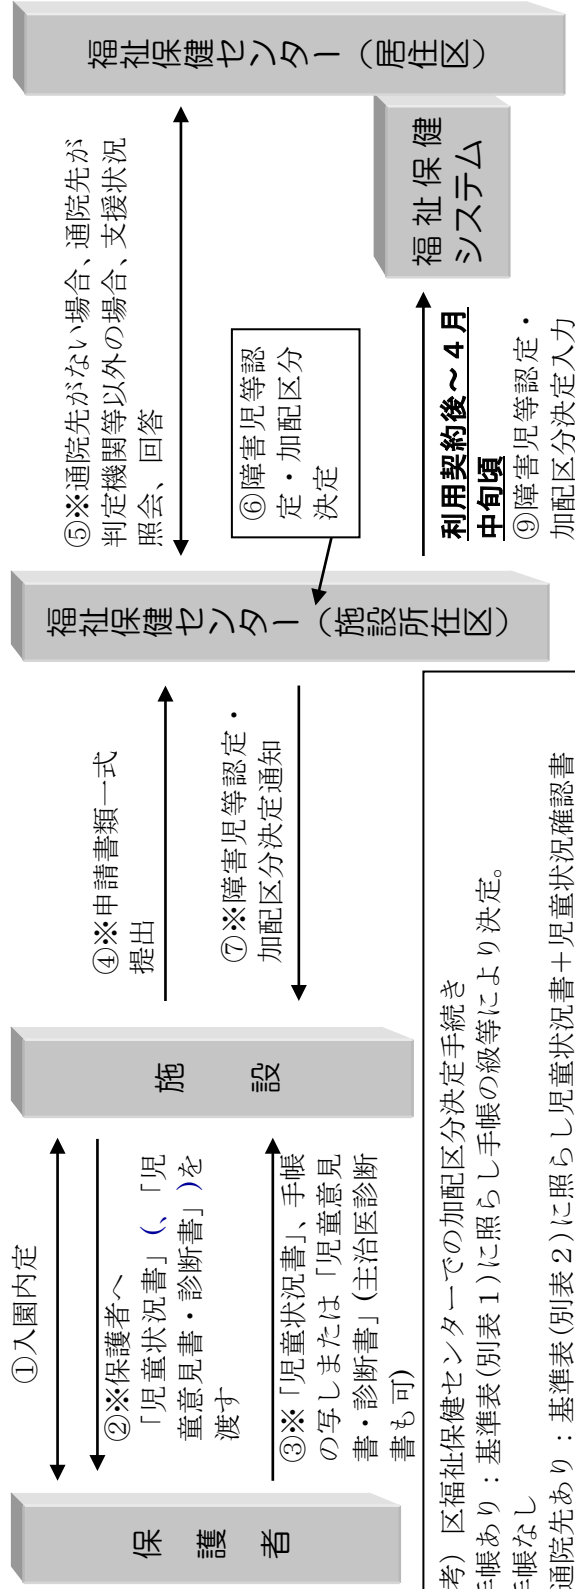 保護者
①入園内定
②※保護者へ
「児童状況書」(、「児
童意見書・診断書」)を
渡す
③※「児童状況書」、手帳
の写しまたは「児童意見
書・診断書」(主治医診断
書も可)
施設
④※申請書類一式
提出
⑦※障害児等認定・
加配区分決定通知
福祉保健センター（施設所在区）
⑤※通院先がない場合、通院先が
判定機関等以外の場合、支援状況
照会、回答
⑥障害児等認
定・加配区分
決定
利用契約後～４月
中旬頃
⑨障害児等認定・
加配区分決定入力
福祉保健センター（居住区）
福祉保健
システム
考）区福祉保健センターでの加配区分決定手続き
手帳あり：基準表(別表１)に照らし手帳の級等により決定。
手帳なし
通院先あり：基準表(別表２)に照らし児童状況書＋児童状況確認書